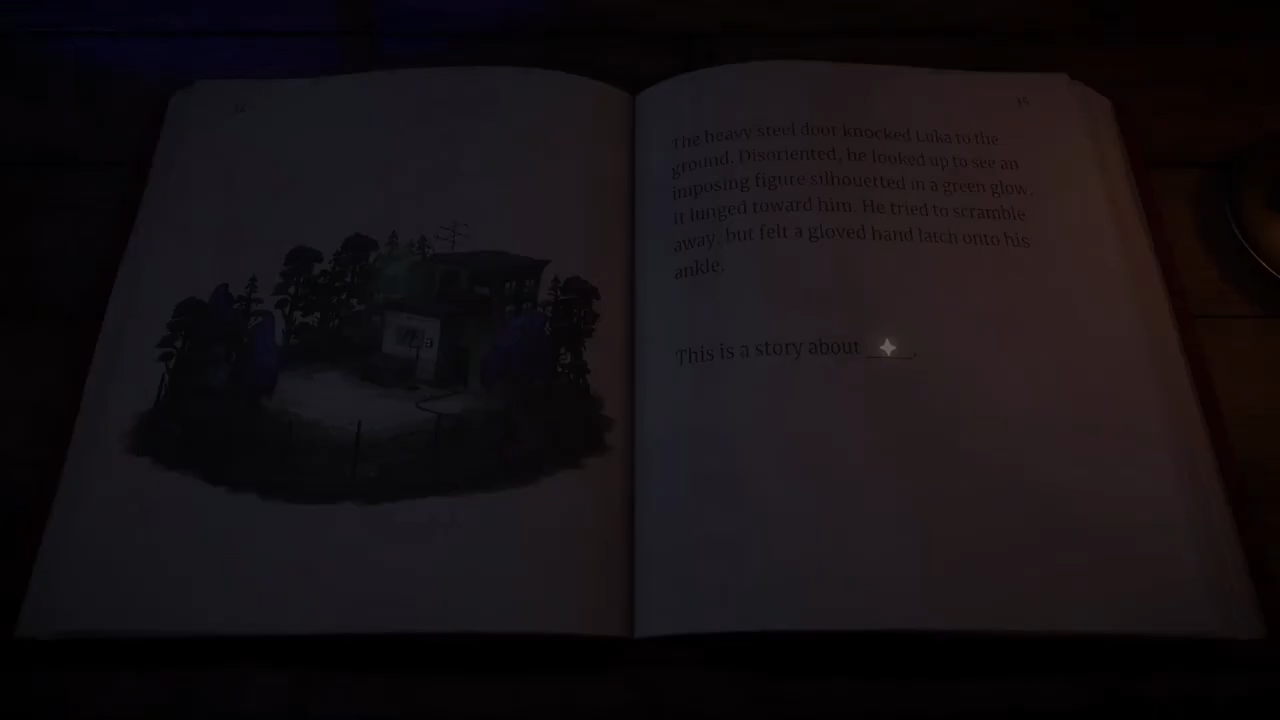 The heavy steel door knocked Luka to the
ground. Disoriented, he looked up to see an
imposing figure silhouetted in a green glow.
It lunged toward him. He tried to scramble
away, but felt a gloved hand latch onto his
ankle.
This is a story about ____.